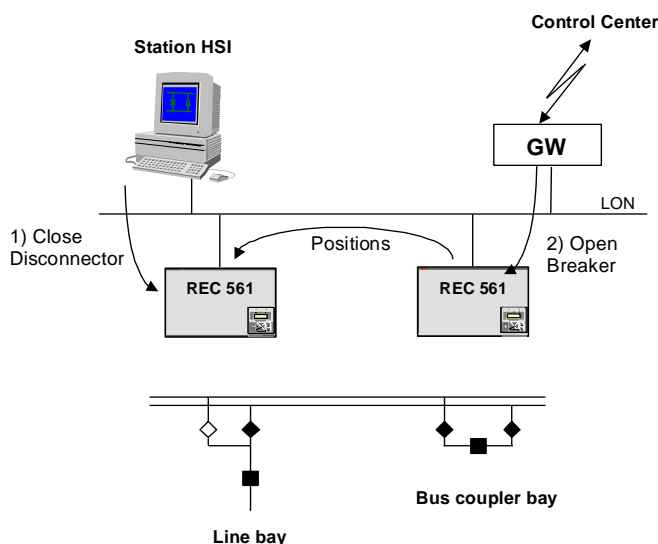 Control Center
Station HSI
GW
LON
1) Close
Disconnector
Positions
2) Open
Breaker
REC 561
REC 561
Bus coupler bay
Line bay